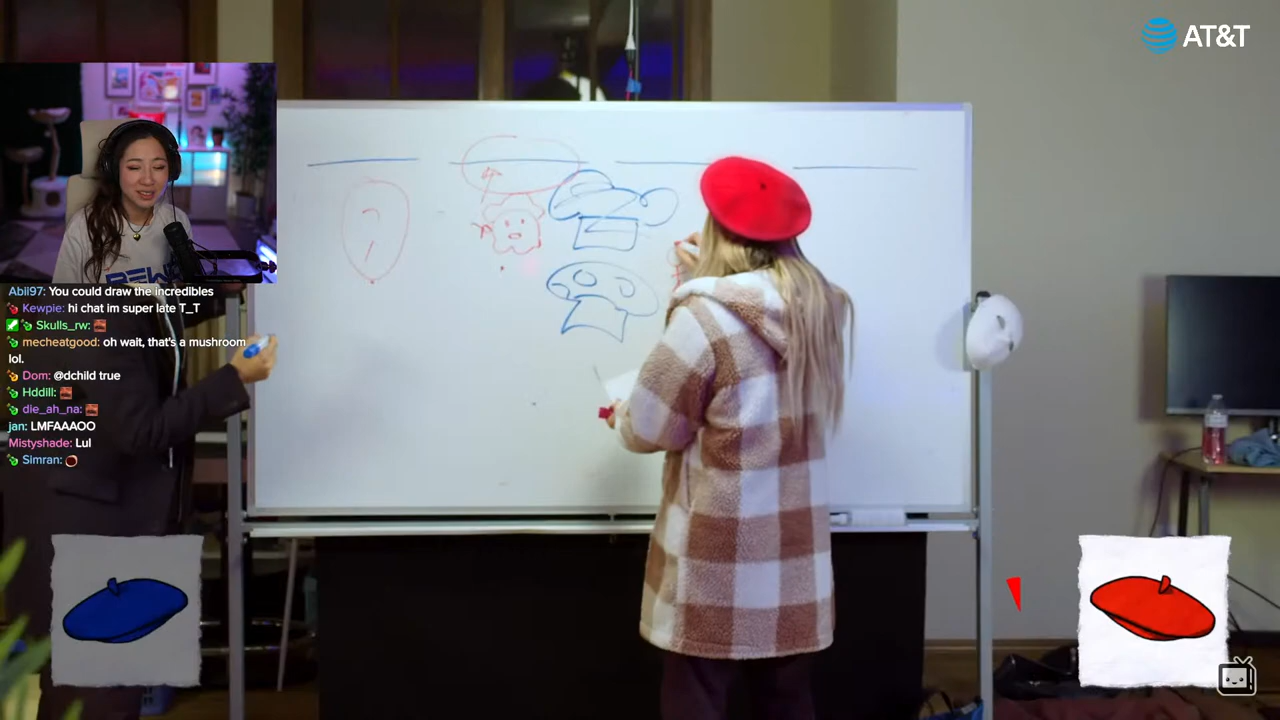 AT&T
Abii97: You could draw the incredibles
Kewpie: hi chat im super late T_T
Skulls_rw:
mecheatgood: oh wait, that's a mushroom
lol.
Dom: @dchild true
Hddill:
die_ah_na:
jan: LMFAAAOO
Mistyshade: Lul
Simran: